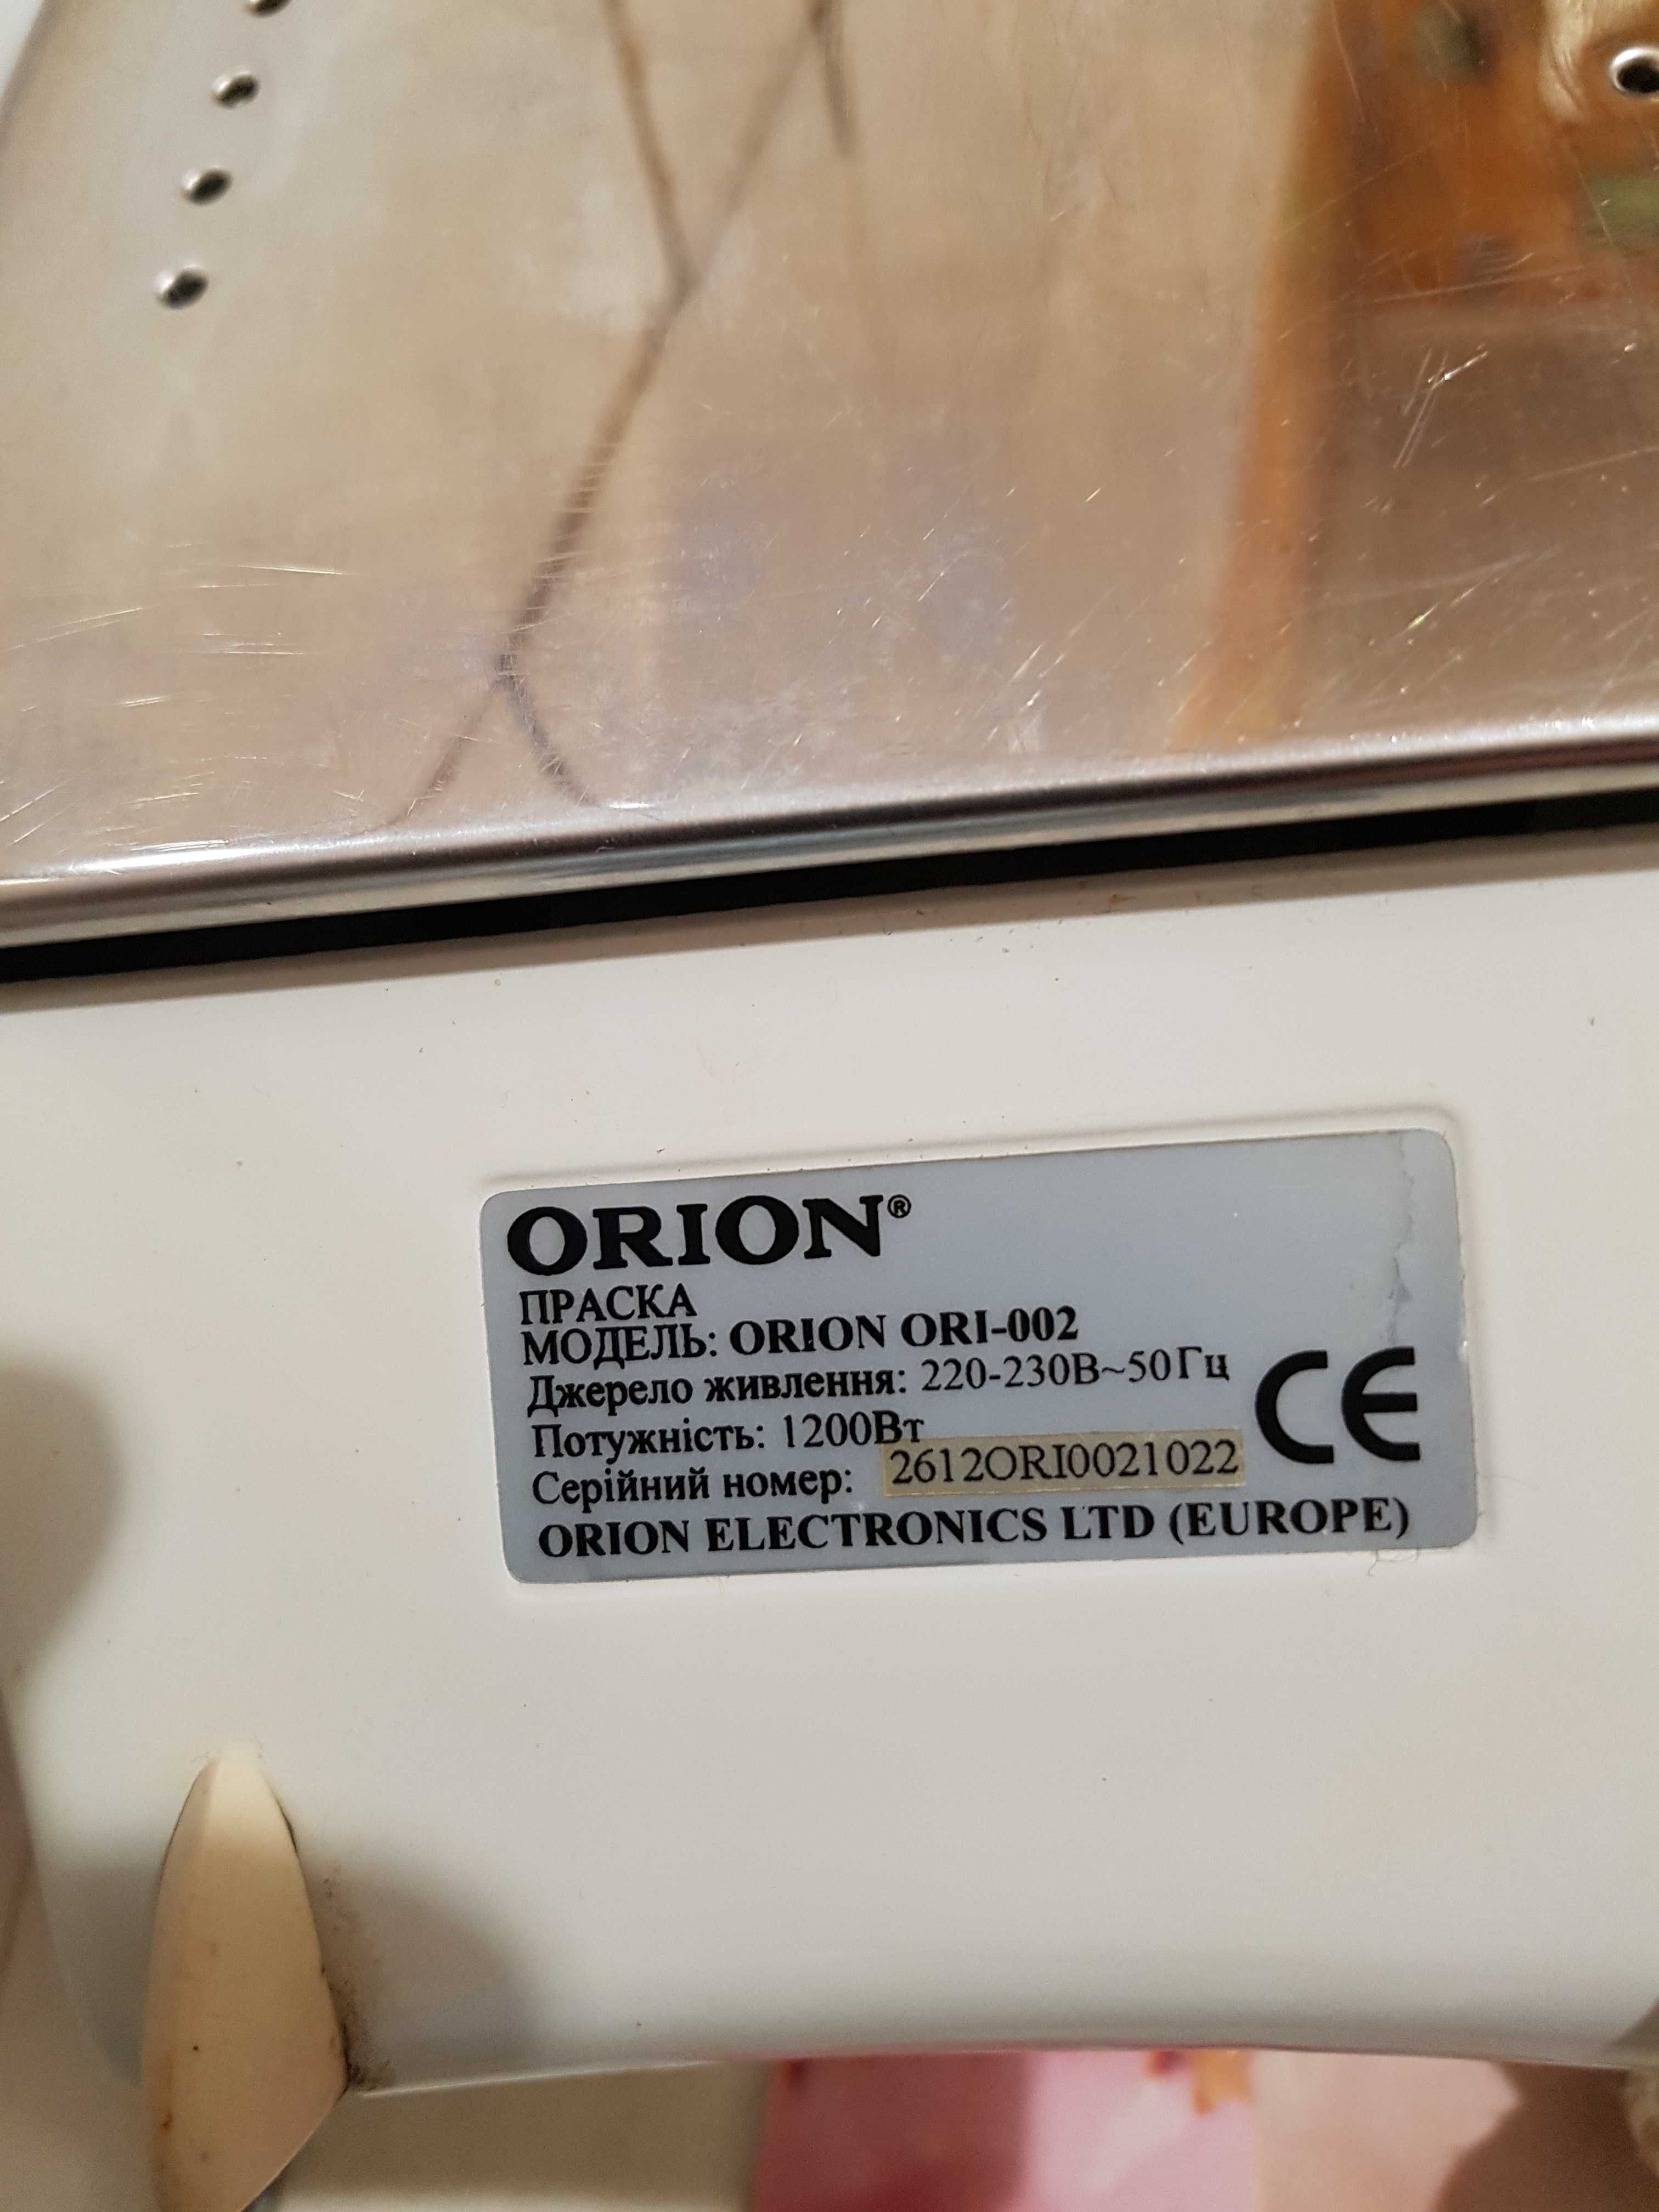 ORION®
ПРАСКА
МОДЕЛЬ: ORION ORI-002
Джерело живлення: 220-230В~50Гц
Потужність: 1200Вт
Серійний номер: 2612ORI0021022
ORION ELECTRONICS LTD (EUROPE)
CE